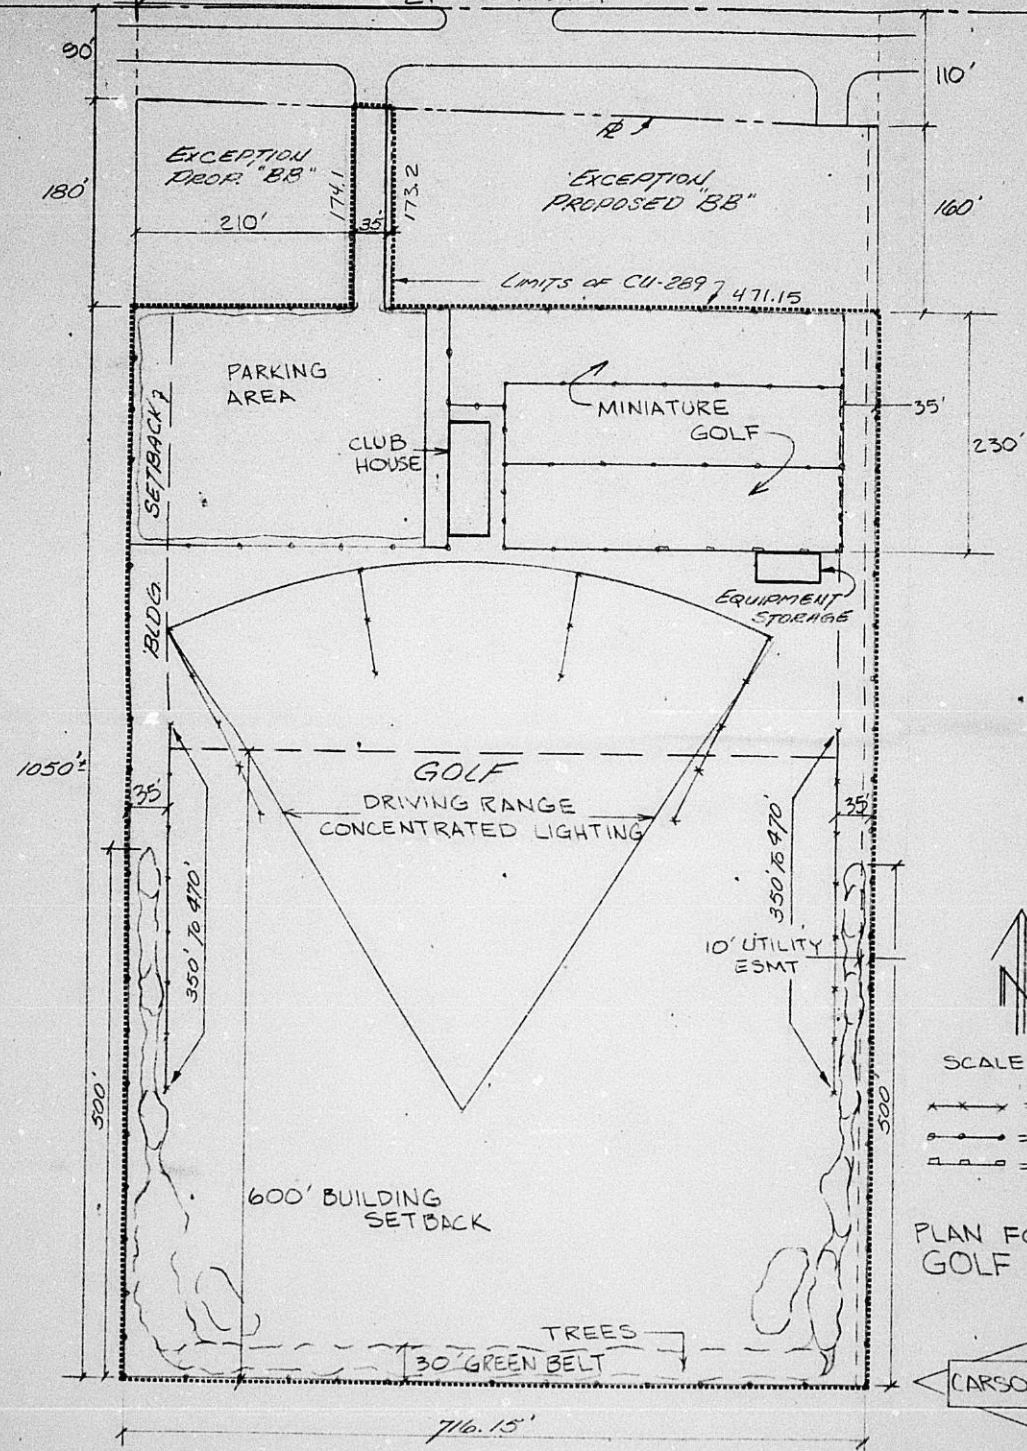 90'
110'
EXCEPTION
PROP. "BB"
180'
174.1
173.2
EXCEPTION
PROPOSED "BB"
160'
210'
35'
LIMITS OF CU-289
471.15
PARKING
AREA
SETBACK
BLDG.
CLUB
HOUSE
MINIATURE
GOLF
35'
230'
EQUIPMENT
STORAGE
1050'±
35'
GOLF
DRIVING RANGE
CONCENTRATED LIGHTING
35'
350' TO 470'
350' TO 470'
10' UTILITY
ESMT
N
SCALE
500'
500'
600' BUILDING
SETBACK
PLAN FO
GOLF
TREES
30' GREEN BELT
CARSO
716.15'